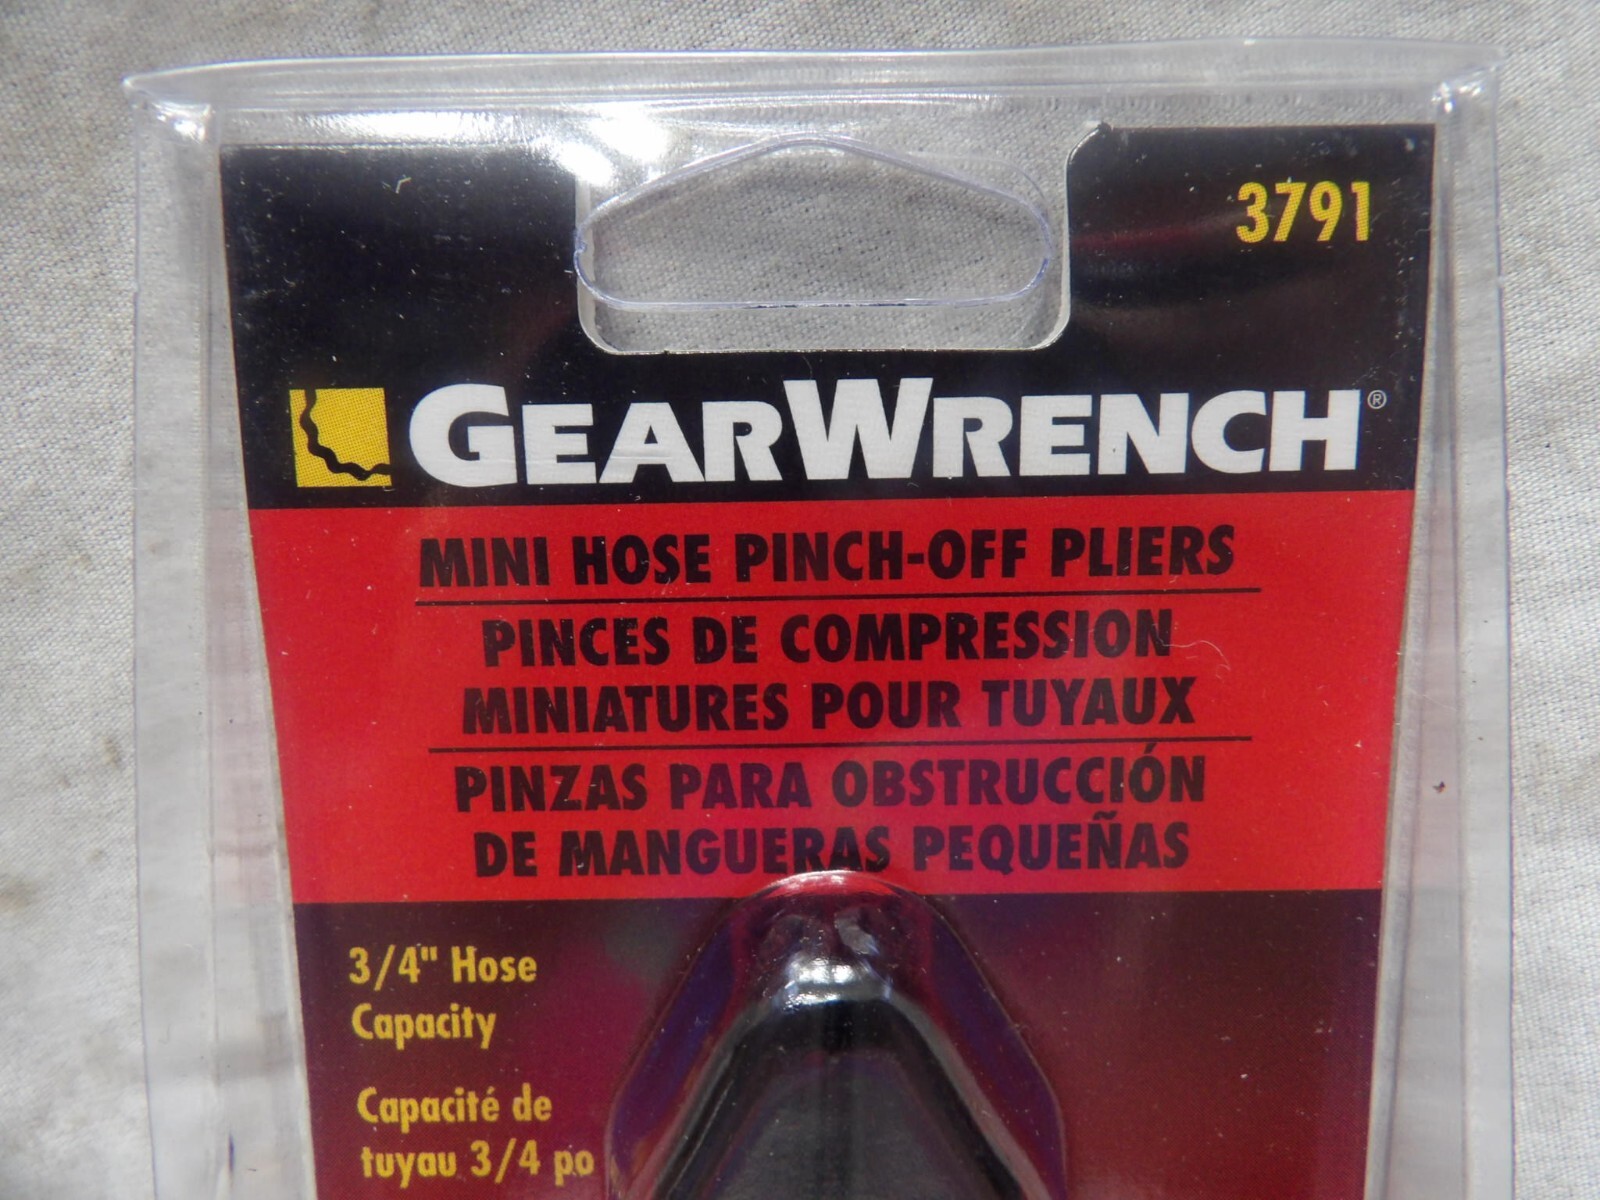 3791
GEARWRENCH®
MINI HOSE PINCH-OFF PLIERS
PINCES DE COMPRESSION
MINIATURES POUR TUYAUX
PINZAS PARA OBSTRUCCIÓN
DE MANGUERAS PEQUEÑAS
3/4" Hose
Capacity
Capacité de
tuyau 3/4 po